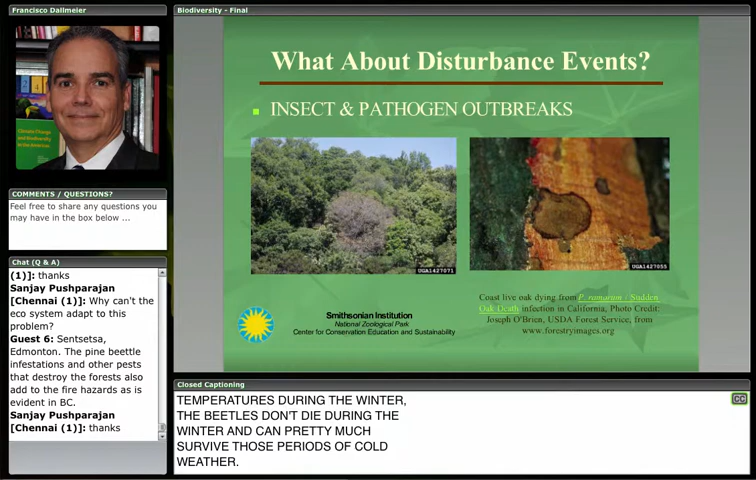 Francisco Dallmeier
Biodiversity - Final
What About Disturbance Events?
INSECT & PATHOGEN OUTBREAKS
UGA1427071
UGA1427055
Smithsonian Institution
National Zoological Park
Center for Conservation Education and Sustainability
Coast live oak dying from P. ramorum - Sudden
Oak Death infection in California, Photo Credit:
Joseph O'Brien, USDA Forest Service, from
www.forestryimages.org
COMMENTS / QUESTIONS?
Feel free to share any questions you
may have in the box below ...
Chat (Q & A)
(1)]: thanks
Sanjay Pushparajan
[Chennai (1)]: Why can't the
eco system adapt to this
problem?
Guest 6: Sentsetsa,
Edmonton. The pine beettle
infestations and other pests
that destroy the forests also
add to the fire hazards as is
evident in BC.
Sanjay Pushparajan
[Chennai (1)]: thanks
Closed Captioning
TEMPERATURES DURING THE WINTER,
THE BEETLES DON'T DIE DURING THE
WINTER AND CAN PRETTY MUCH
SURVIVE THOSE PERIODS OF COLD
WEATHER.
CC